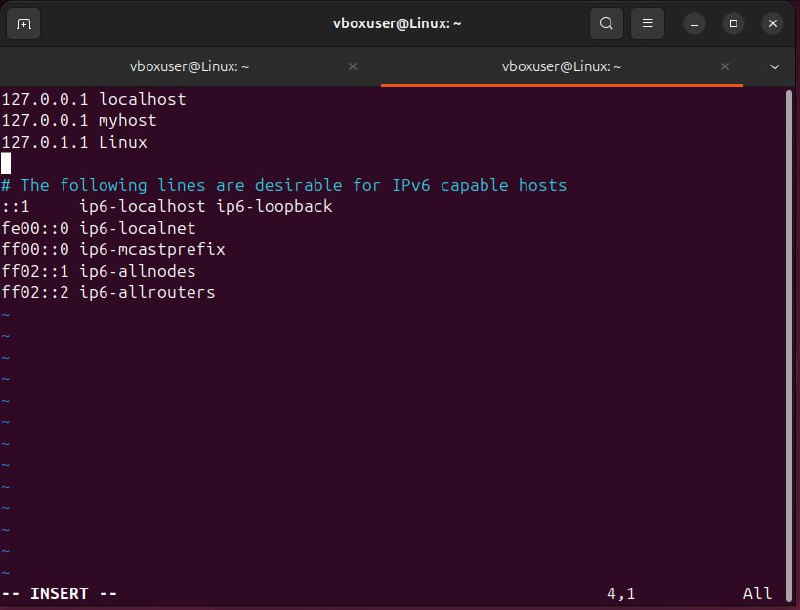 vboxuser@Linux: ~
vboxuser@Linux: ~ vboxuser@Linux: ~
127.0.0.1 localhost
127.0.0.1 myhost
127.0.1.1 Linux
# The following lines are desirable for IPv6 capable hosts
::1     ip6-localhost ip6-loopback
fe00::0 ip6-localnet
ff00::0 ip6-mcastprefix
ff02::1 ip6-allnodes
ff02::2 ip6-allrouters
~
~
~
~
~
~
~
~
~
~
~
~
~
-- INSERT -- 4,1 All